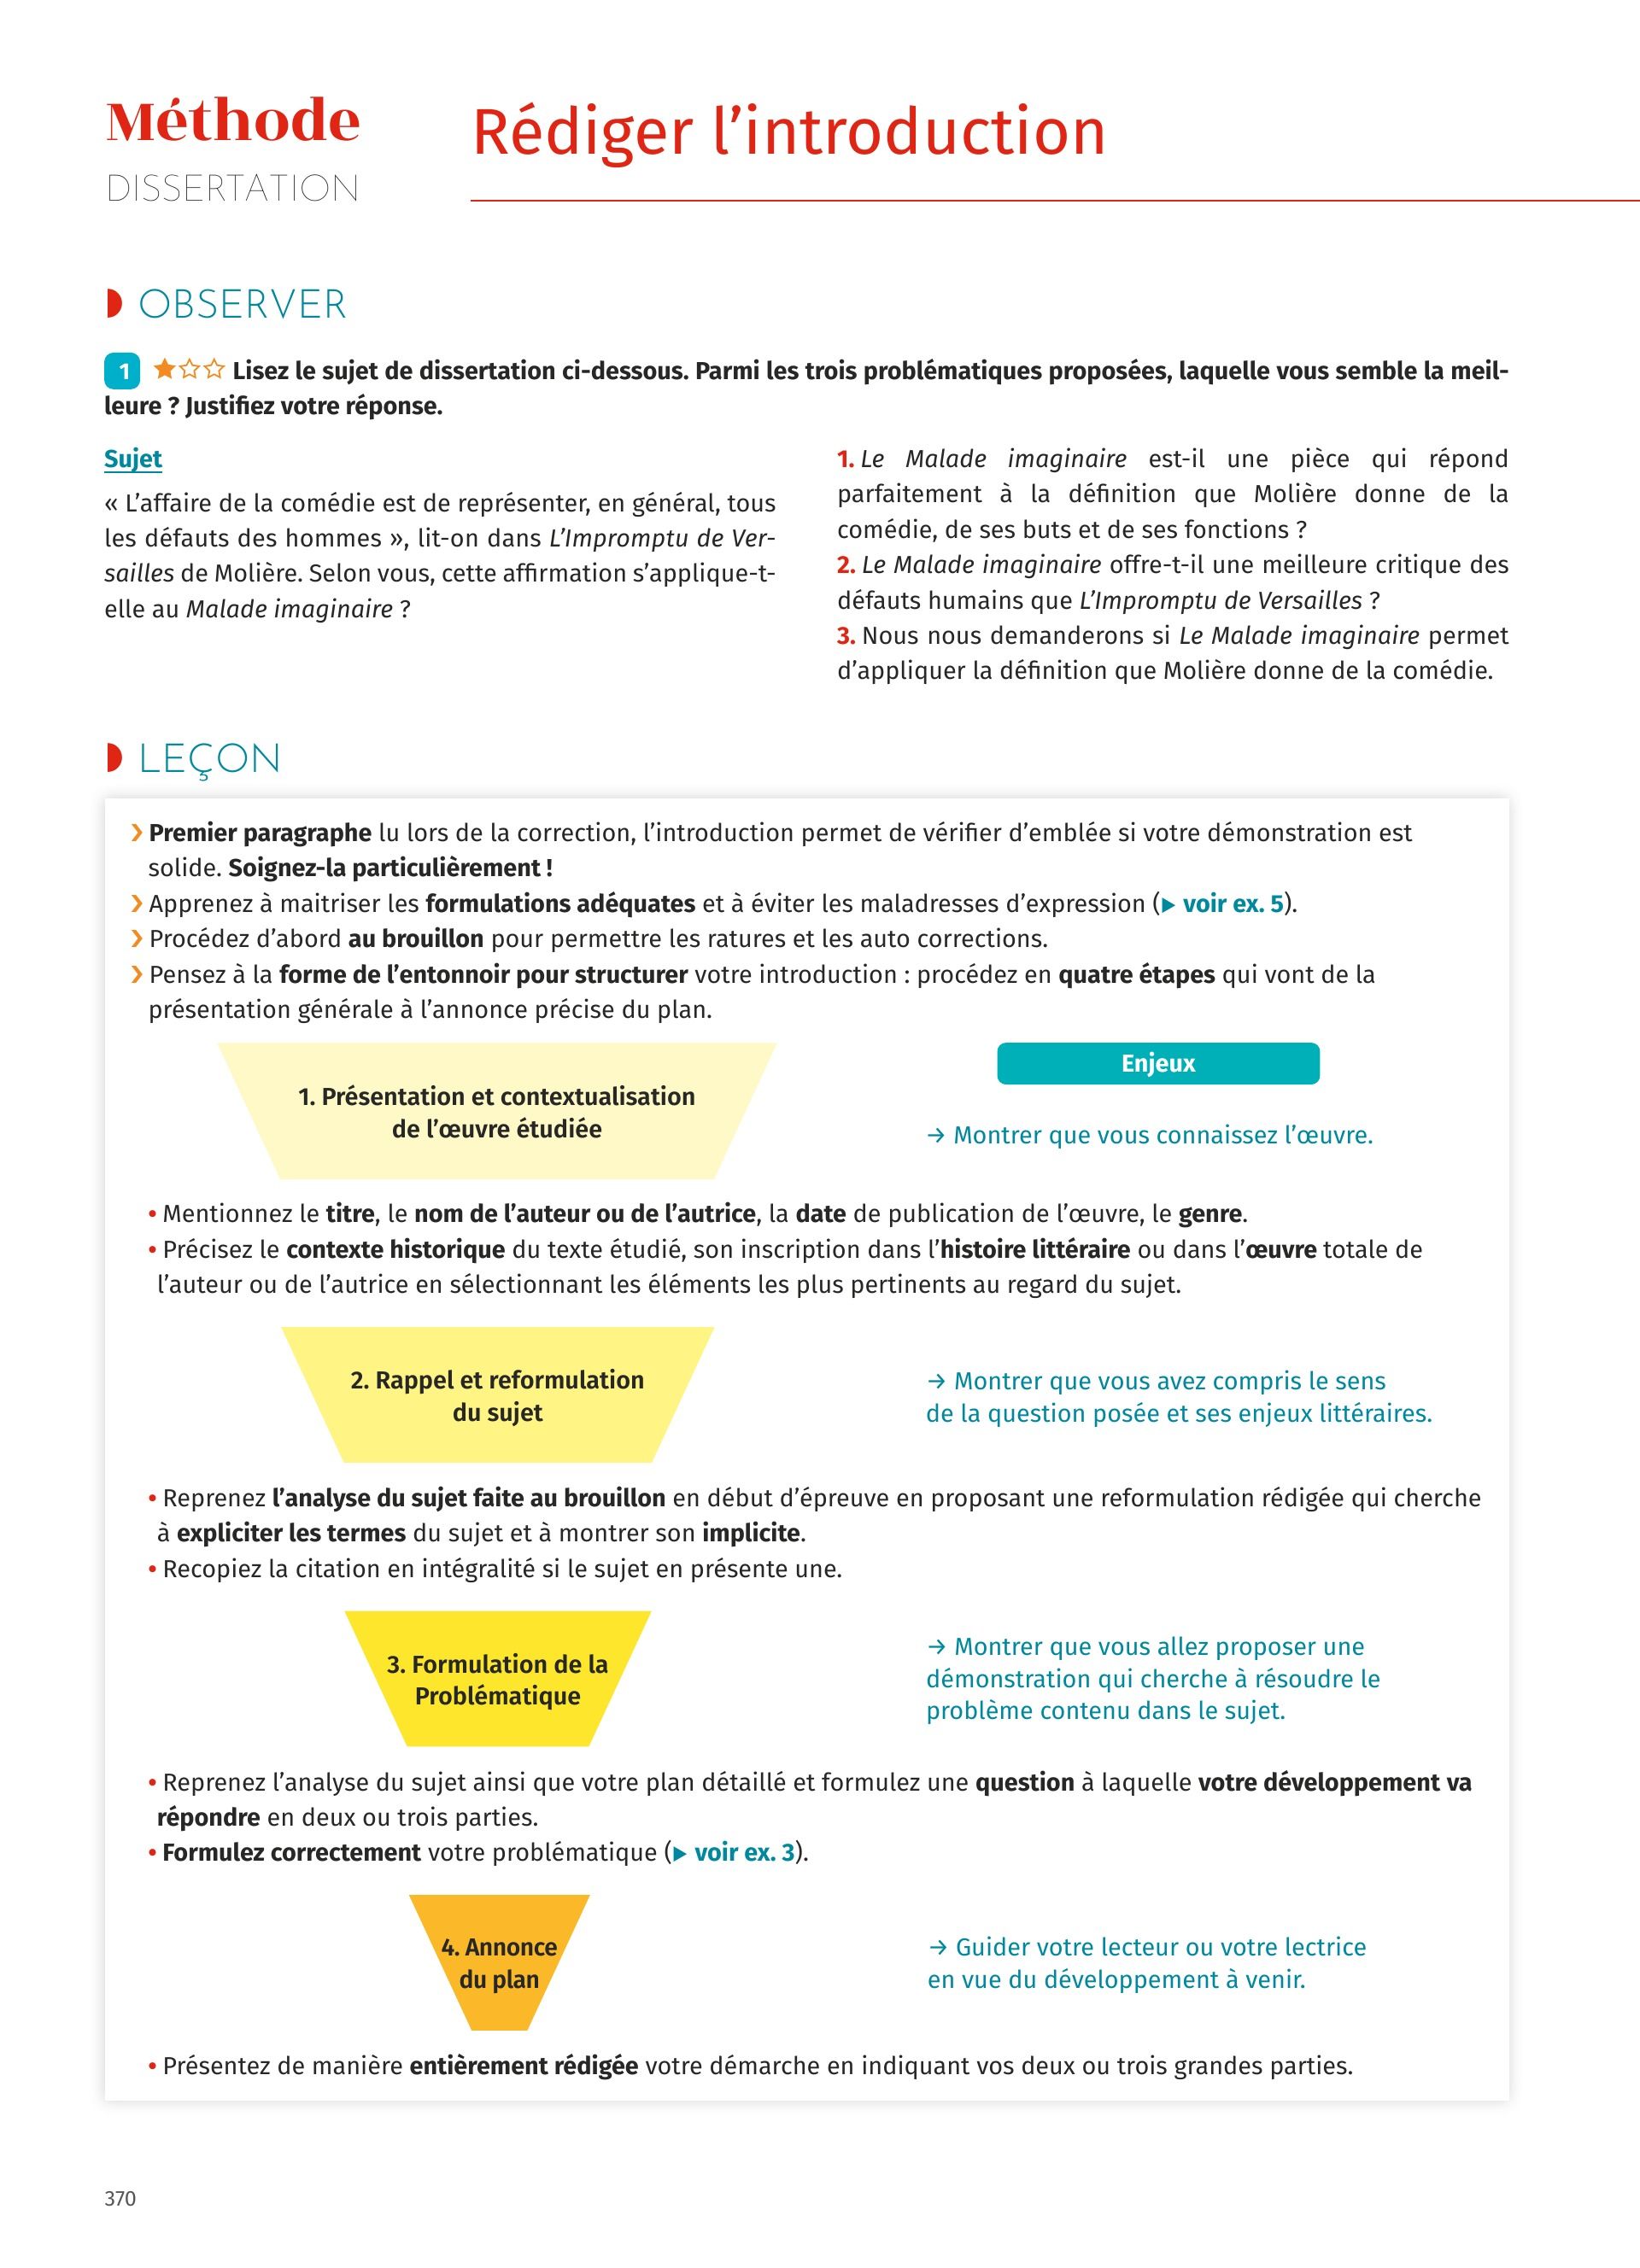 Méthode
DISSERTATION
Rédiger l’introduction
OBSERVER
1 Lisez le sujet de dissertation ci-dessous. Parmi les trois problématiques proposées, laquelle vous semble la meil-
leure ? Justifiez votre réponse.
Sujet
« L’affaire de la comédie est de représenter, en général, tous
les défauts des hommes », lit-on dans L’Impromptu de Ver-
sailles de Molière. Selon vous, cette affirmation s’applique-t-
elle au Malade imaginaire ?
1. Le Malade imaginaire est-il une pièce qui répond
parfaitement à la définition que Molière donne de la
comédie, de ses buts et de ses fonctions ?
2. Le Malade imaginaire offre-t-il une meilleure critique des
défauts humains que L’Impromptu de Versailles ?
3. Nous nous demanderons si Le Malade imaginaire permet
d’appliquer la définition que Molière donne de la comédie.
LEÇON
› Premier paragraphe lu lors de la correction, l’introduction permet de vérifier d’emblée si votre démonstration est
solide. Soignez-la particulièrement !
› Apprenez à maitriser les formulations adéquates et à éviter les maladresses d’expression (▶ voir ex. 5).
› Procédez d’abord au brouillon pour permettre les ratures et les auto corrections.
› Pensez à la forme de l’entonnoir pour structurer votre introduction : procédez en quatre étapes qui vont de la
présentation générale à l’annonce précise du plan.
1. Présentation et contextualisation
de l’œuvre étudiée
Enjeux
→ Montrer que vous connaissez l’œuvre.
• Mentionnez le titre, le nom de l’auteur ou de l’autrice, la date de publication de l’œuvre, le genre.
• Précisez le contexte historique du texte étudié, son inscription dans l’histoire littéraire ou dans l’œuvre totale de
l’auteur ou de l’autrice en sélectionnant les éléments les plus pertinents au regard du sujet.
2. Rappel et reformulation
du sujet
→ Montrer que vous avez compris le sens
de la question posée et ses enjeux littéraires.
• Reprenez l’analyse du sujet faite au brouillon en début d’épreuve en proposant une reformulation rédigée qui cherche
à expliciter les termes du sujet et à montrer son implicite.
• Recopiez la citation en intégralité si le sujet en présente une.
3. Formulation de la
Problématique
→ Montrer que vous allez proposer une
démonstration qui cherche à résoudre le
problème contenu dans le sujet.
• Reprenez l’analyse du sujet ainsi que votre plan détaillé et formulez une question à laquelle votre développement va
répondre en deux ou trois parties.
• Formulez correctement votre problématique (▶ voir ex. 3).
4. Annonce
du plan
→ Guider votre lecteur ou votre lectrice
en vue du développement à venir.
• Présentez de manière entièrement rédigée votre démarche en indiquant vos deux ou trois grandes parties.
370